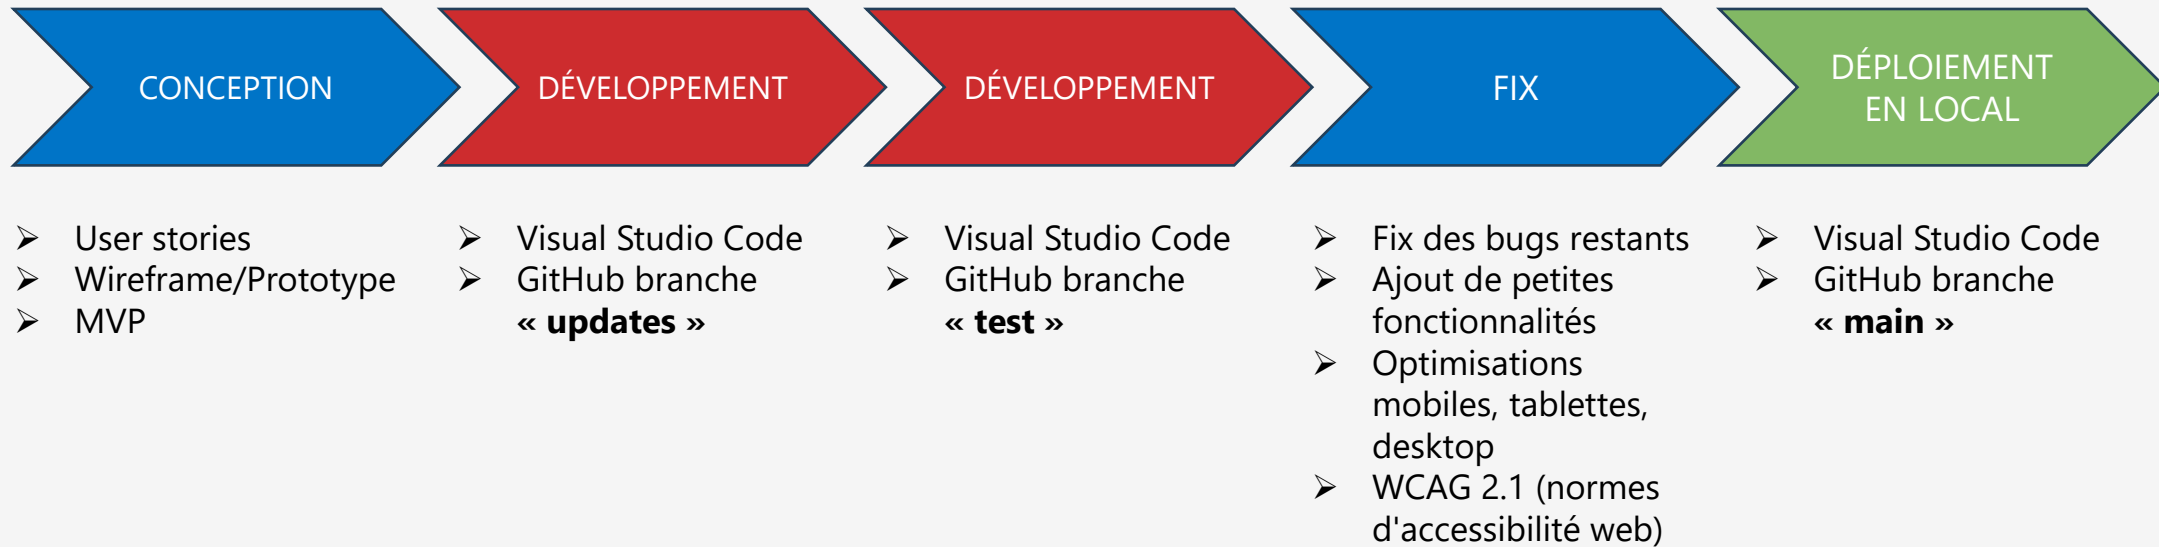 CONCEPTION
DÉVELOPPEMENT
DÉVELOPPEMENT
FIX
DÉPLOIEMENT
EN LOCAL
➢ User stories
➢ Wireframe/Prototype
➢ MVP
➢ Visual Studio Code
➢ GitHub branche
« updates »
➢ Visual Studio Code
➢ GitHub branche
« test »
➢ Fix des bugs restants
➢ Ajout de petites
fonctionnalités
➢ Optimisations
mobiles, tablettes,
desktop
➢ WCAG 2.1 (normes
d'accessibilité web)
➢ Visual Studio Code
➢ GitHub branche
« main »